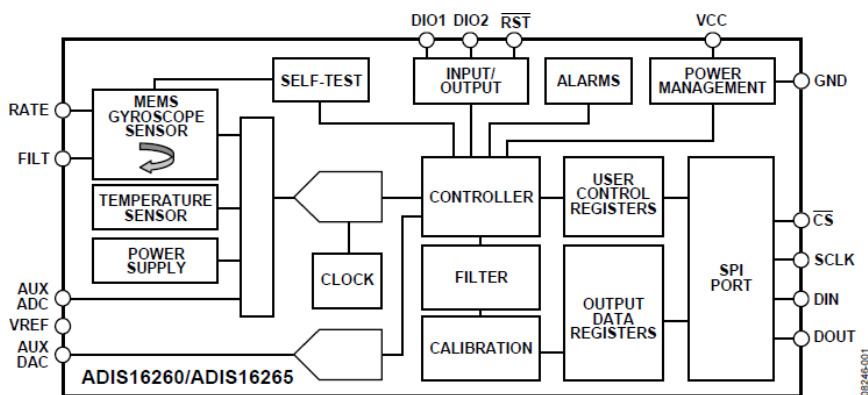 DIO1 DIO2 RST VCC
SELF-TEST
INPUT/
OUTPUT
ALARMS
POWER
MANAGEMENT
GND
RATE
MEMS
GYROSCOPE
SENSOR
FILT
TEMPERATURE
SENSOR
CONTROLLER
USER
CONTROL
REGISTERS
CS
POWER
SUPPLY
CLOCK
FILTER
SPI
PORT
SCLK
AUX
ADC
OUTPUT
DATA
REGISTERS
DIN
VREF
AUX
DAC
CALIBRATION
DOUT
ADIS16260/ADIS16265
08246-001